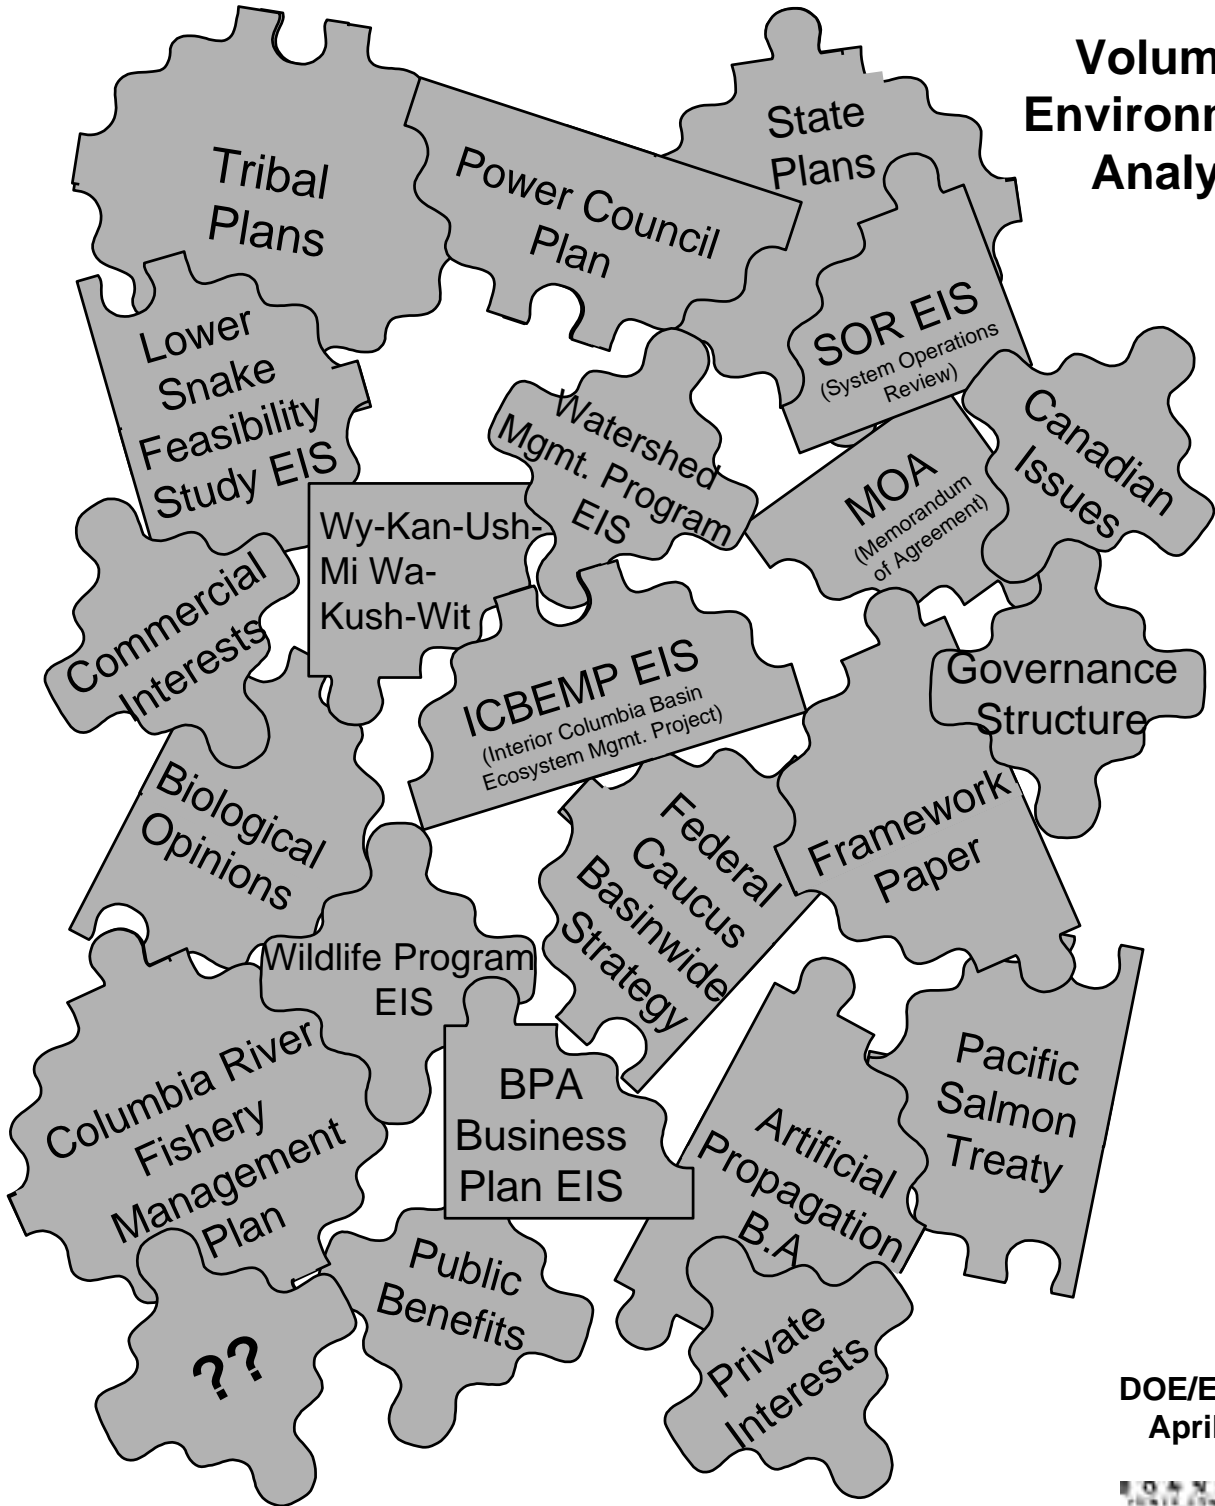 Volum
Environm
Analy
Tribal
Plans
Power Council
Plan
State
Plans
SOR EIS
(System Operations
Review)
Lower
Snake
Feasibility
Study EIS
Watershed
Mgmt. Program
EIS
MOA
(Memorandum
of Agreement)
Canadian
Issues
Wy-Kan-Ush-
Mi Wa-
Kush-Wit
Commercial
Interests
ICBEMP EIS
(Interior Columbia Basin
Ecosystem Mgmt. Project)
Governance
Structure
Biological
Opinions
Federal
Caucus
Basinwide
Strategy
Framework
Paper
Wildlife Program
EIS
Columbia River
Fishery
Management
Plan
BPA
Business
Plan EIS
Artificial
Propagation
B.A
Pacific
Salmon
Treaty
Public
Benefits
Private
Interests
??
DOE/E
April